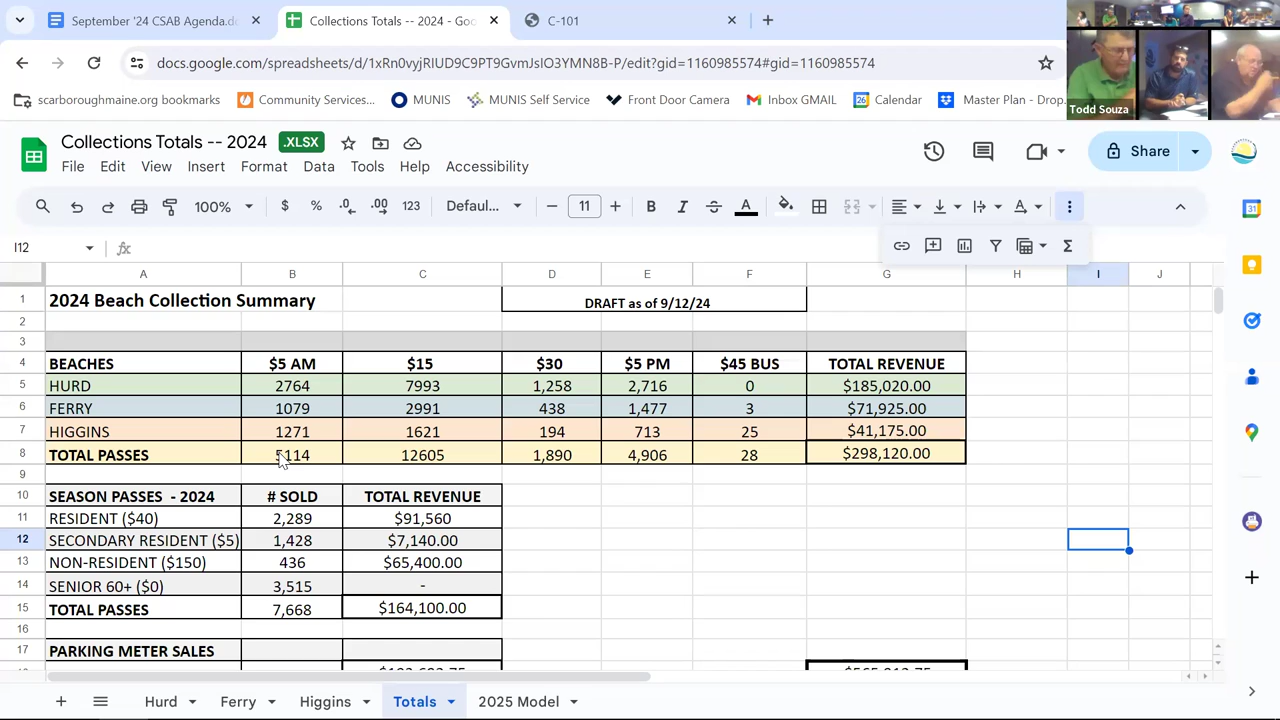 September '24 CSAB Agenda.d
Collections Totals -- 2024 - Goo
C-101
docs.google.com/spreadsheets/d/1xRn0vyjRIUD9C9PT9GvmJsIO3YMN8B-P/edit?gid=1160985574#gid=1160985574
scarboroughmaine.org bookmarks
Community Services...
MUNIS
MUNIS Self Service
Front Door Camera
Inbox GMAIL
Calendar
Master Plan - Drop.
Todd Souza
Collections Totals -- 2024 .XLSX
Share
File Edit View Insert Format Data Tools Help Accessibility
100% $ % .0 .00 123 Defaul... 11 B I S A
I12 fx
A B C D E F G H I J
1 2024 Beach Collection Summary DRAFT as of 9/12/24
2
3
4 BEACHES $5 AM $15 $30 $5 PM $45 BUS TOTAL REVENUE
5 HURD 2764 7993 1,258 2,716 0 $185,020.00
6 FERRY 1079 2991 438 1,477 3 $71,925.00
7 HIGGINS 1271 1621 194 713 25 $41,175.00
8 TOTAL PASSES 5114 12605 1,890 4,906 28 $298,120.00
9
10 SEASON PASSES - 2024 # SOLD TOTAL REVENUE
11 RESIDENT ($40) 2,289 $91,560
12 SECONDARY RESIDENT ($5) 1,428 $7,140.00
13 NON-RESIDENT ($150) 436 $65,400.00
14 SENIOR 60+ ($0) 3,515 -
15 TOTAL PASSES 7,668 $164,100.00
16
17 PARKING METER SALES
Hurd Ferry Higgins Totals 2025 Model